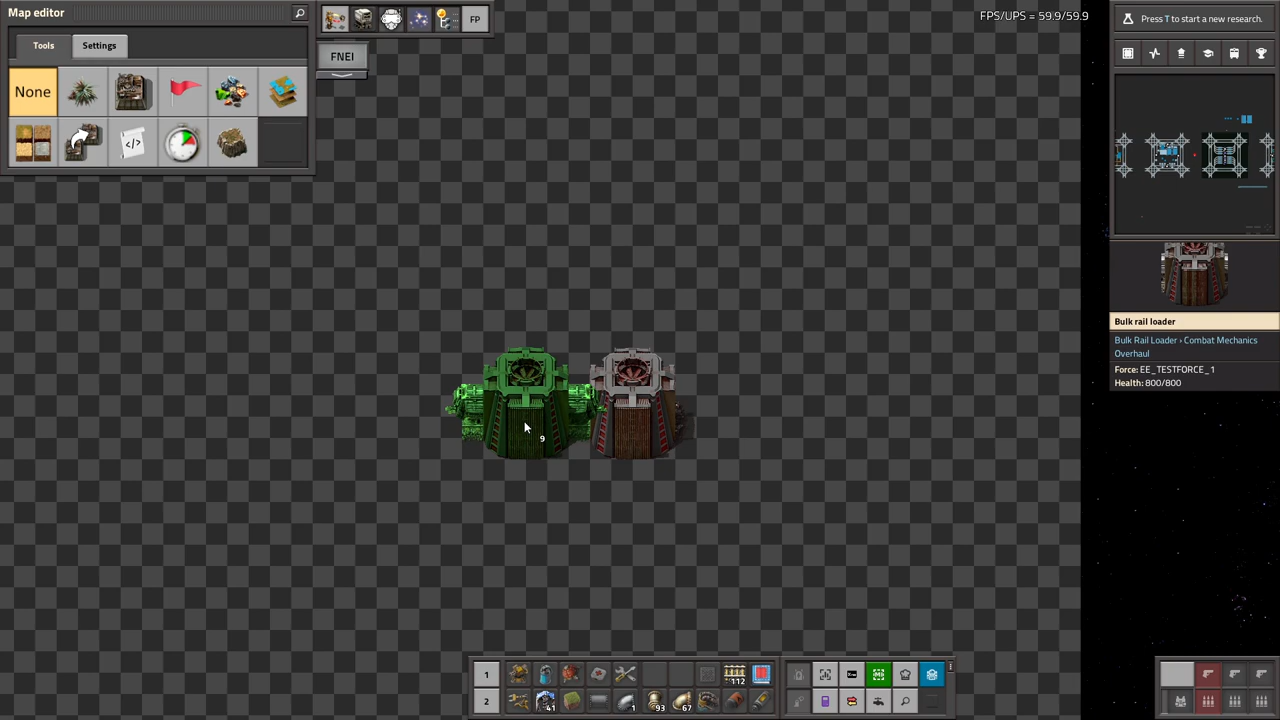 Map editor
Tools
Settings
None
</>
FP
FNEI
FPS/UPS = 59.9/59.9
Press T to start a new research.
Bulk rail loader
Bulk Rail Loader › Combat Mechanics
Overhaul
Force: EE_TESTFORCE_1
Health: 800/800
9
1
112
2
41
1
93
67